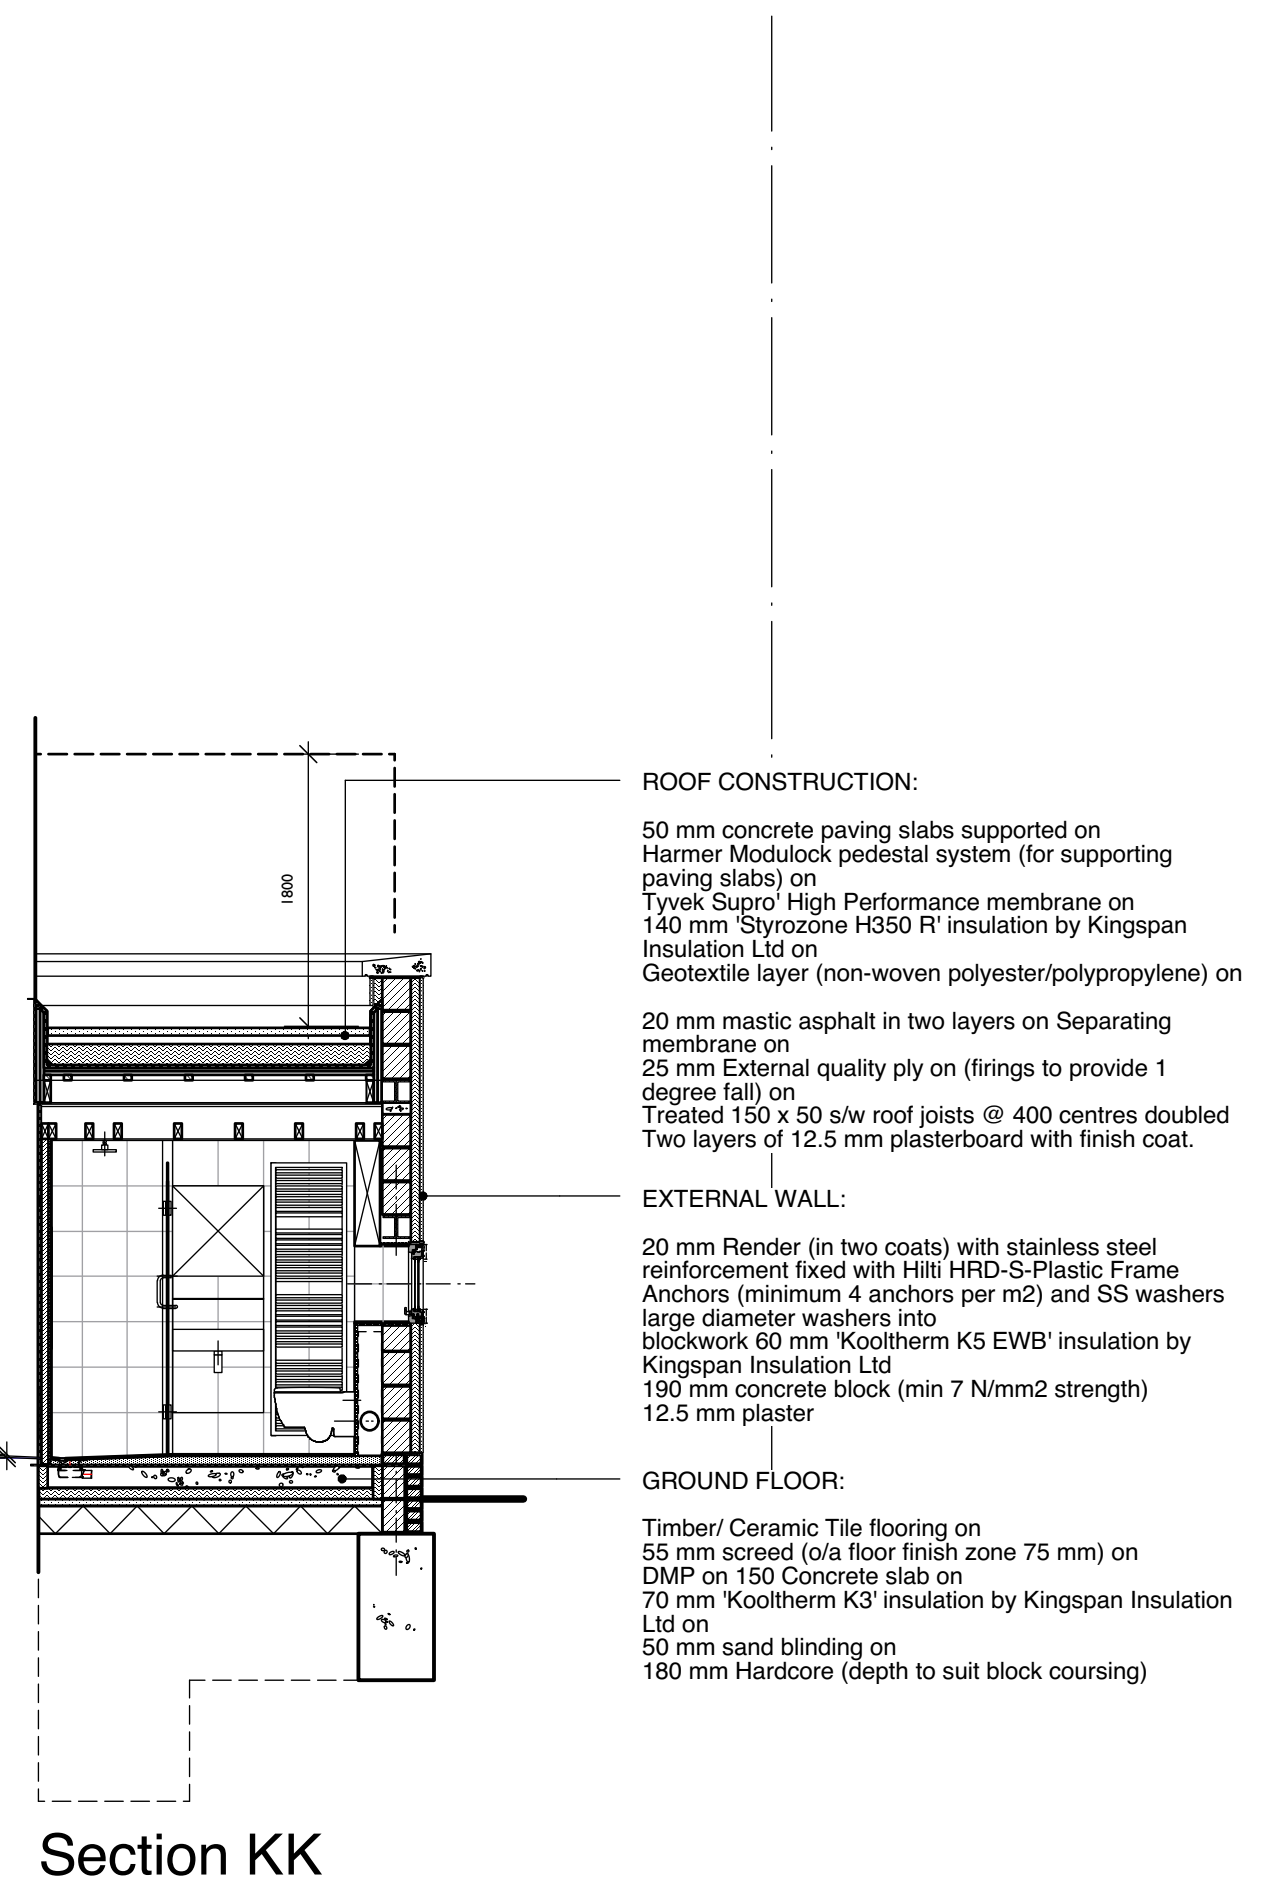 1800
ROOF CONSTRUCTION:
50 mm concrete paving slabs supported on
Harmer Modulock pedestal system (for supporting
paving slabs) on
Tyvek Supro' High Performance membrane on
140 mm 'Styrozone H350 R' insulation by Kingspan
Insulation Ltd on
Geotextile layer (non-woven polyester/polypropylene) on
20 mm mastic asphalt in two layers on Separating
membrane on
25 mm External quality ply on (firings to provide 1
degree fall) on
Treated 150 x 50 s/w roof joists @ 400 centres doubled
Two layers of 12.5 mm plasterboard with finish coat.
EXTERNAL WALL:
20 mm Render (in two coats) with stainless steel
reinforcement fixed with Hilti HRD-S-Plastic Frame
Anchors (minimum 4 anchors per m2) and SS washers
large diameter washers into
blockwork 60 mm 'Kooltherm K5 EWB' insulation by
Kingspan Insulation Ltd
190 mm concrete block (min 7 N/mm2 strength)
12.5 mm plaster
GROUND FLOOR:
Timber/ Ceramic Tile flooring on
55 mm screed (o/a floor finish zone 75 mm) on
DMP on 150 Concrete slab on
70 mm 'Kooltherm K3' insulation by Kingspan Insulation
Ltd on
50 mm sand blinding on
180 mm Hardcore (depth to suit block coursing)
Section KK